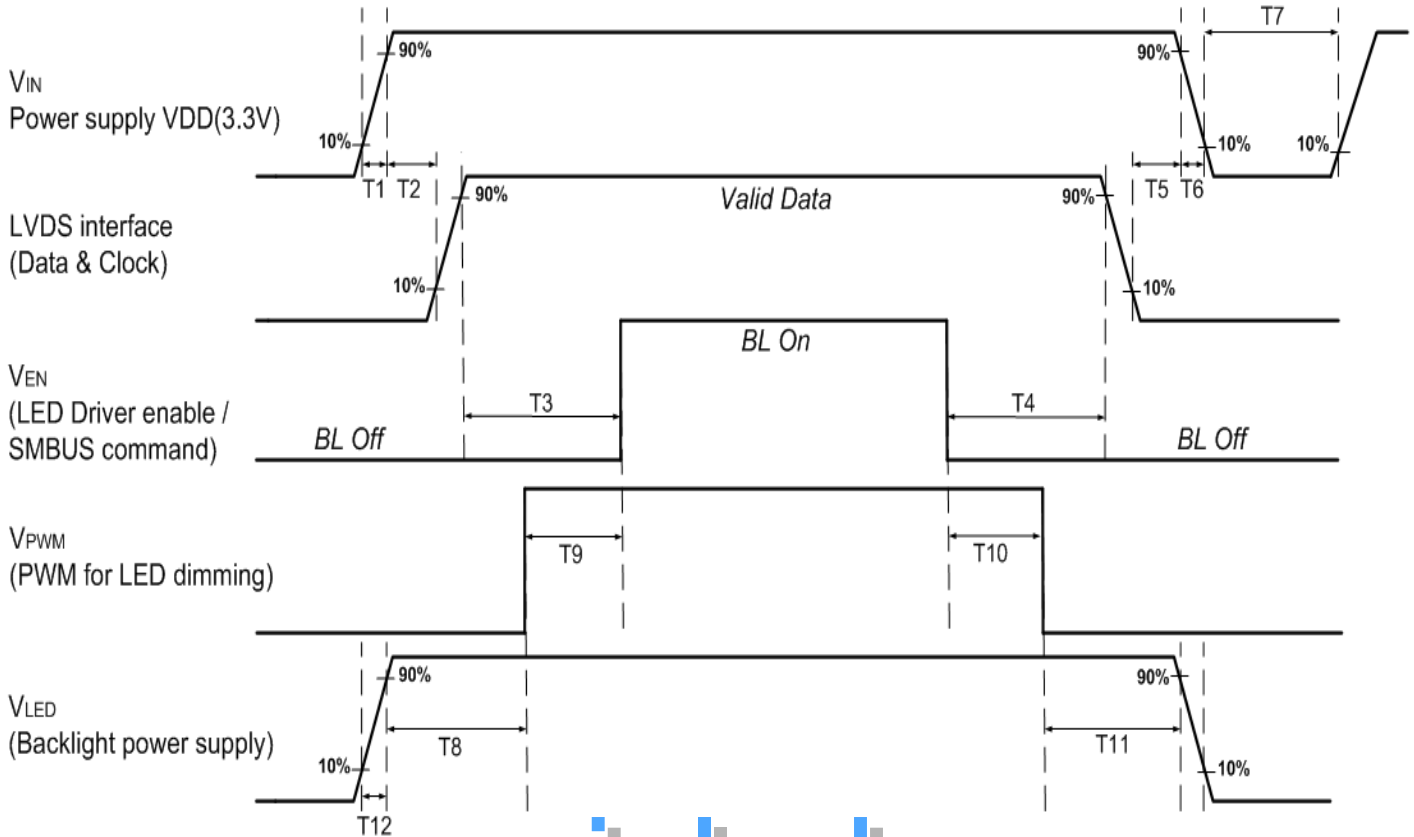 T7
90%
90%
VIN
Power supply VDD(3.3V)
10%
10%
10%
T1
T2
T5
T6
90%
Valid Data
90%
LVDS interface
(Data & Clock)
10%
10%
BL On
VEN
(LED Driver enable /
SMBUS command)
T3
T4
BL Off
BL Off
VPWM
(PWM for LED dimming)
T9
T10
90%
90%
VLED
(Backlight power supply)
T8
T11
10%
10%
T12